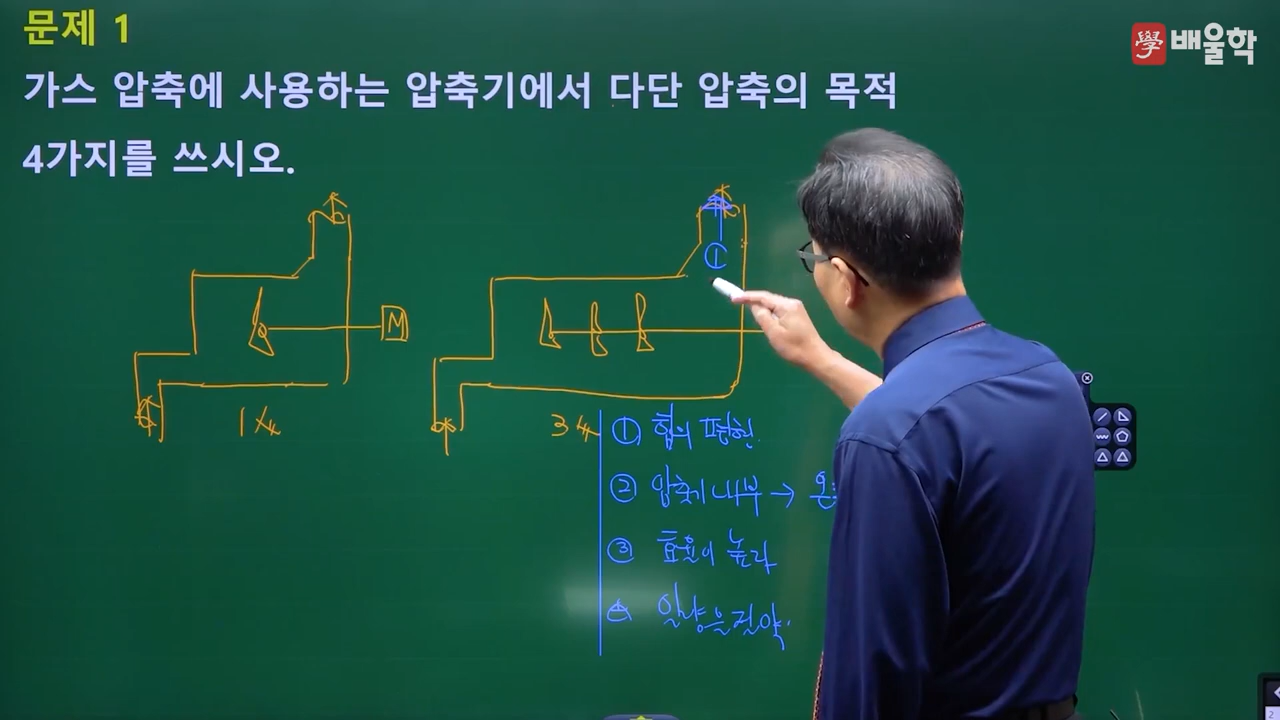 문제 1
學 배울학
가스 압축에 사용하는 압축기에서 다단 압축의 목적
4가지를 쓰시오.
①
M
1
3
① 힘의 평형
② 압축기 내부 → 온
③ 효율이 높다
④ 일량을 절약